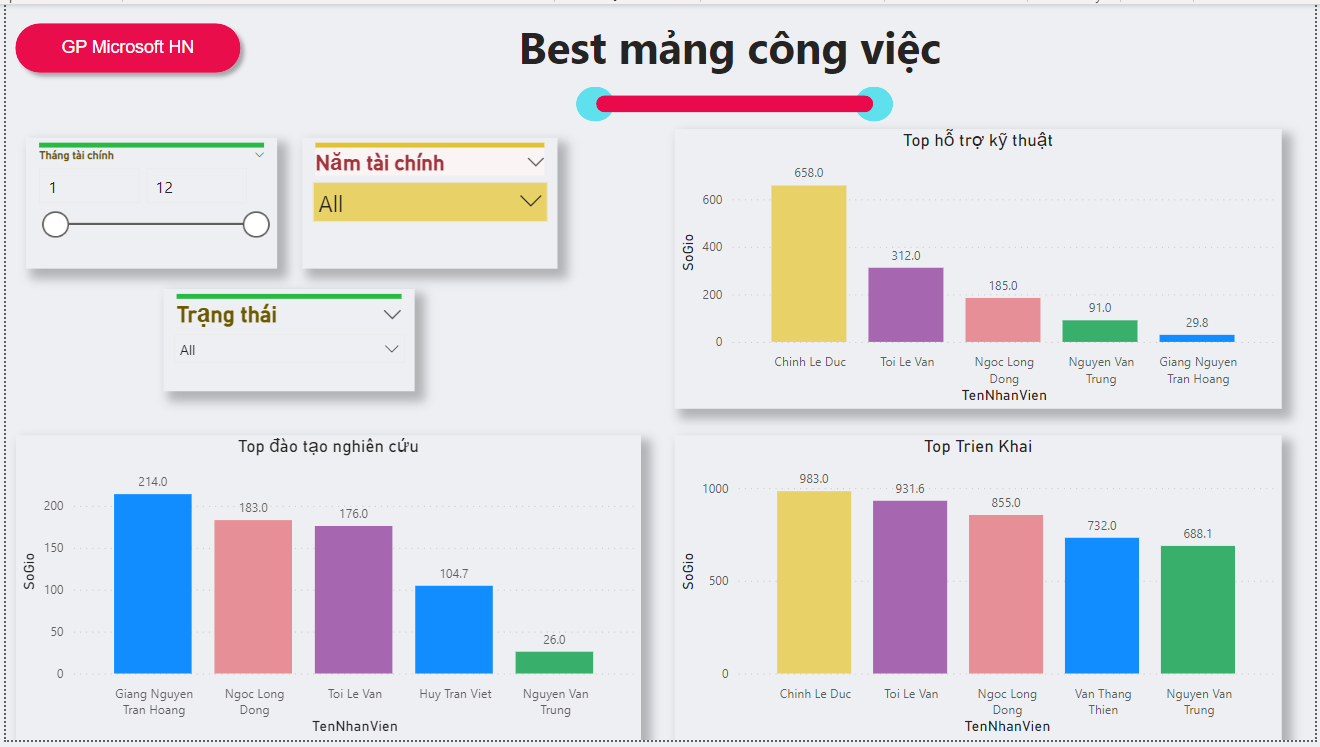 GP Microsoft HN
Best mảng công việc
Tháng tài chính
1
12
Năm tài chính
All
Trạng thái
All
Top hỗ trợ kỹ thuật
SoGio
600
400
200
0
658.0
312.0
185.0
91.0
29.8
Chinh Le Duc
Toi Le Van
Ngoc Long
Dong
Nguyen Van
Trung
Giang Nguyen
Tran Hoang
TenNhanVien
Top đào tạo nghiên cứu
SoGio
200
150
100
50
0
214.0
183.0
176.0
104.7
26.0
Giang Nguyen
Tran Hoang
Ngoc Long
Dong
Toi Le Van
Huy Tran Viet
Nguyen Van
Trung
TenNhanVien
Top Trien Khai
SoGio
1000
500
0
983.0
931.6
855.0
732.0
688.1
Chinh Le Duc
Toi Le Van
Ngoc Long
Dong
Van Thang
Thien
Nguyen Van
Trung
TenNhanVien